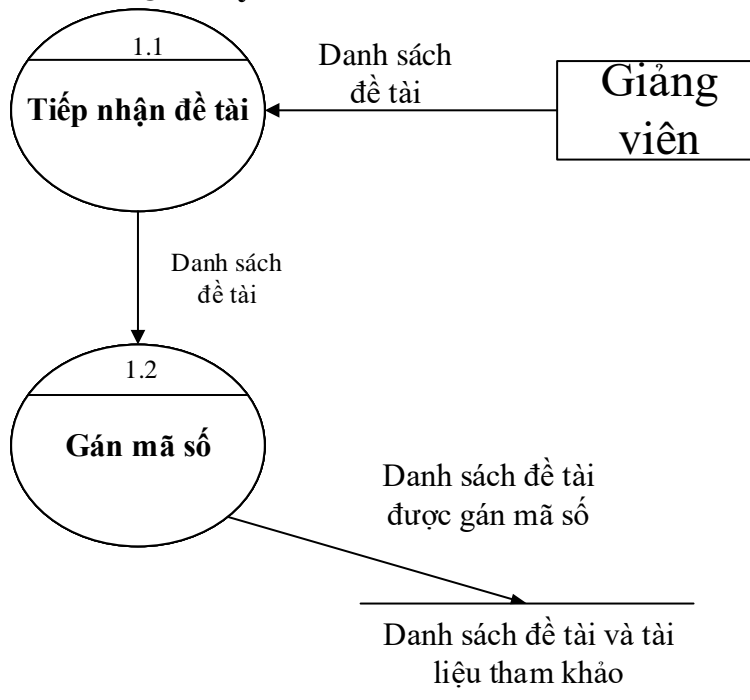 1.1
Tiếp nhận đề tài
Danh sách
đề tài
Giảng
viên
Danh sách
đề tài
1.2
Gán mã số
Danh sách đề tài
được gán mã số
Danh sách đề tài và tài
liệu tham khảo